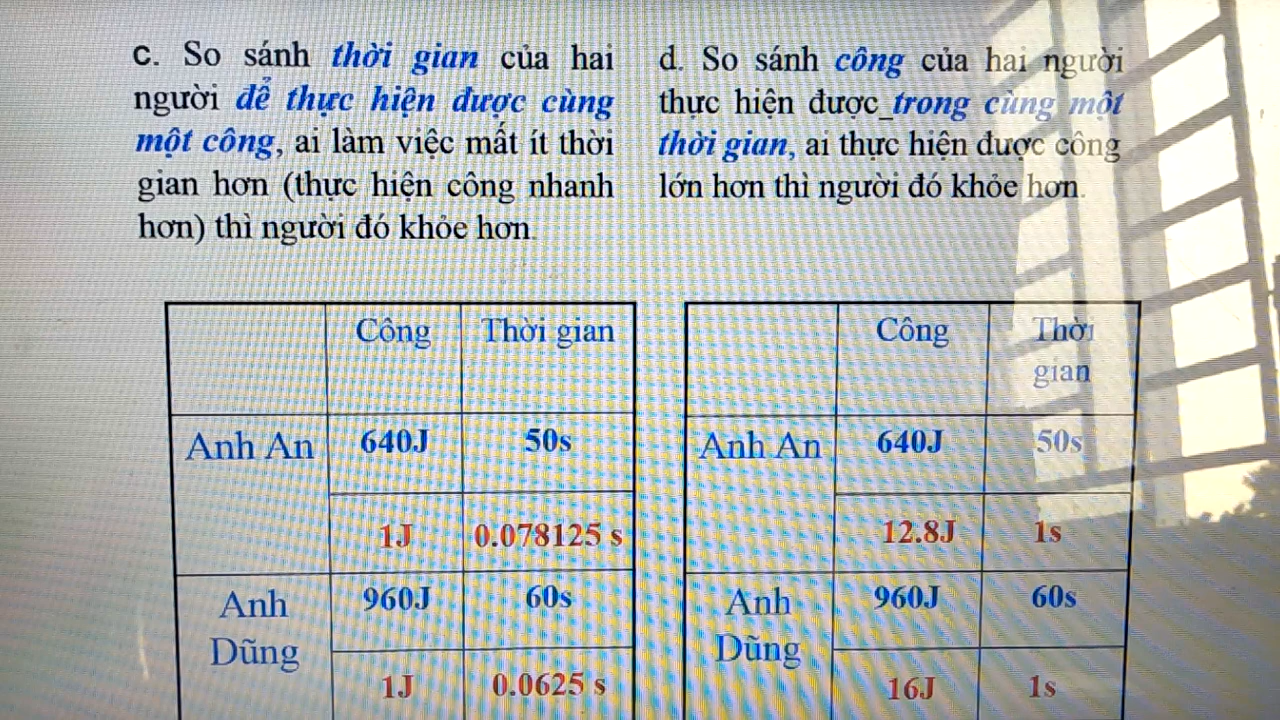 c. So sánh thời gian của hai
người để thực hiện được cùng
một công, ai làm việc mất ít thời
gian hơn (thực hiện công nhanh
hơn) thì người đó khỏe hơn.
d. So sánh công của hai người
thực hiện được trong cùng một
thời gian, ai thực hiện được công
lớn hơn thì người đó khỏe hơn.
Công Thời gian
Anh An 640J 50s
1J 0.078125 s
Anh 960J 60s
Dũng
1J 0.0625 s
Công Thời
gian
Anh An 640J 50s
12.8J 1s
Anh 960J 60s
Dũng
16J 1s